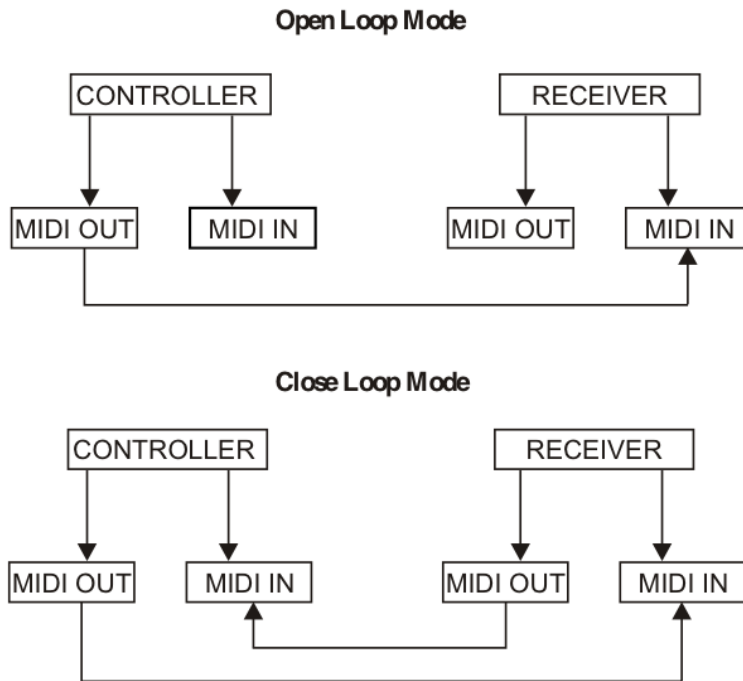 Open Loop Mode
CONTROLLER RECEIVER
MIDI OUT MIDI IN MIDI OUT MIDI IN
Close Loop Mode
CONTROLLER RECEIVER
MIDI OUT MIDI IN MIDI OUT MIDI IN